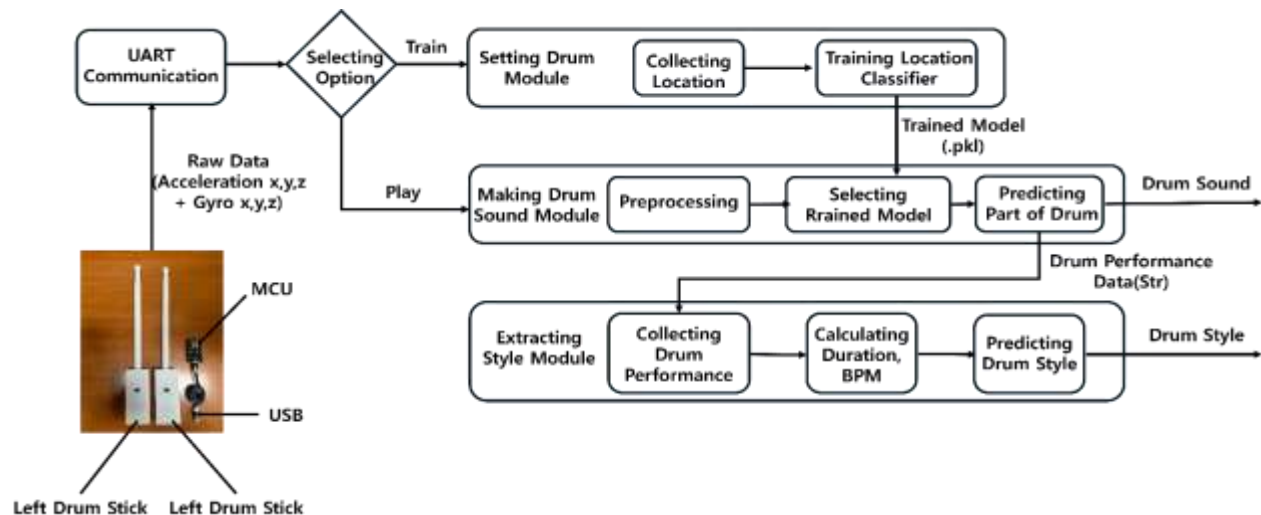 UART
Communication
Selecting
Option
Train
Setting Drum
Module
Collecting
Location
Training Location
Classifier
Trained Model
(.pkl)
Raw Data
(Acceleration x,y,z
+ Gyro x,y,z)
Play
Making Drum
Sound Module
Preprocessing
Selecting
Rrained Model
Predicting
Part of Drum
Drum Sound
Drum Performance
Data(Str)
MCU
USB
Extracting
Style Module
Collecting
Drum
Performance
Calculating
Duration,
BPM
Predicting
Drum Style
Drum Style
Left Drum Stick
Left Drum Stick